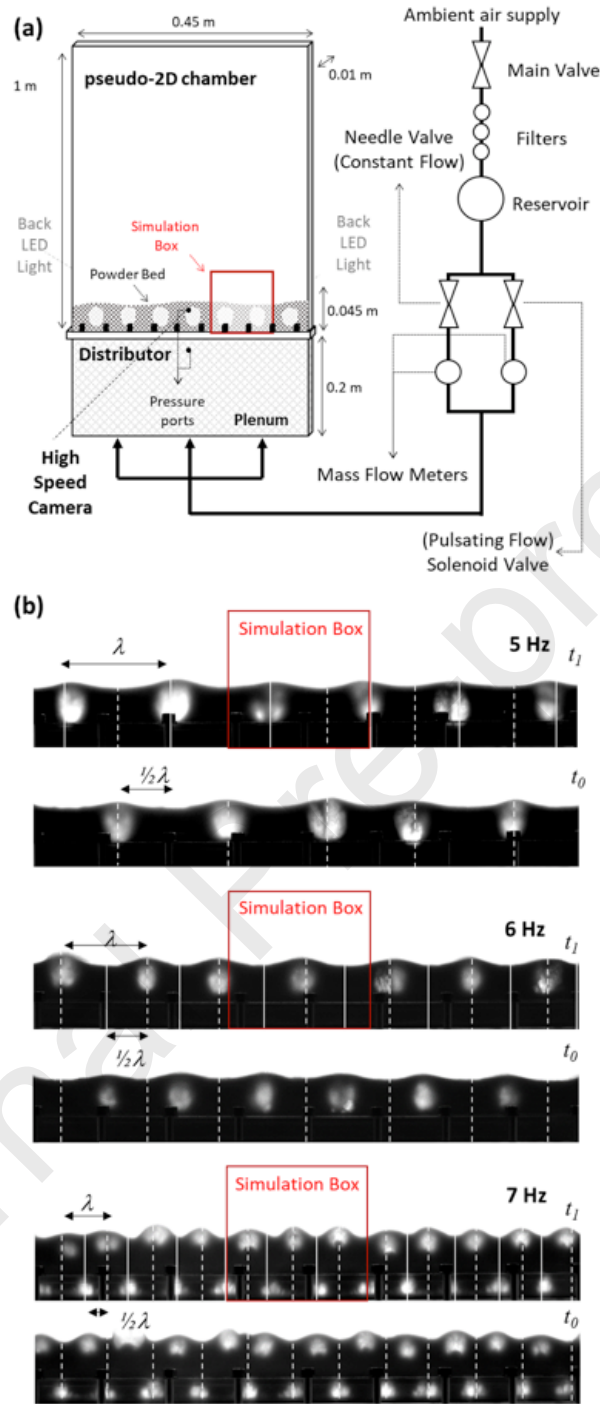 (a)
0.45 m
Ambient air supply
1 m
pseudo-2D chamber
0.01 m
Main Valve
Needle Valve
(Constant Flow)
Filters
Reservoir
Back
LED
Light
Simulation
Box
Back
LED
Light
Powder Bed
0.045 m
Distributor
0.2 m
Pressure
ports
Plenum
High
Speed
Camera
Mass Flow Meters
(Pulsating Flow)
Solenoid Valve
(b)
Simulation Box
5 Hz
λ
t1
½λ
t0
Simulation Box
6 Hz
λ
t1
½λ
t0
Simulation Box
7 Hz
λ
t1
½λ
t0